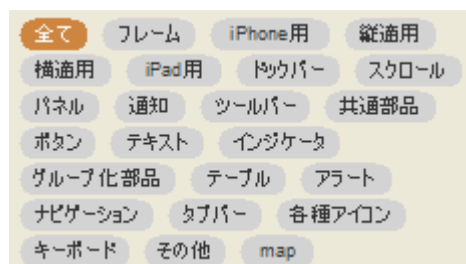 全て フレーム iPhone用 縦適用
横適用 iPad用 ドックバー スクロール
パネル 通知 ツールバー 共通部品
ボタン テキスト インジケータ
グループ化部品 テーブル アラート
ナビゲーション タブバー 各種アイコン
キーボード その他 map